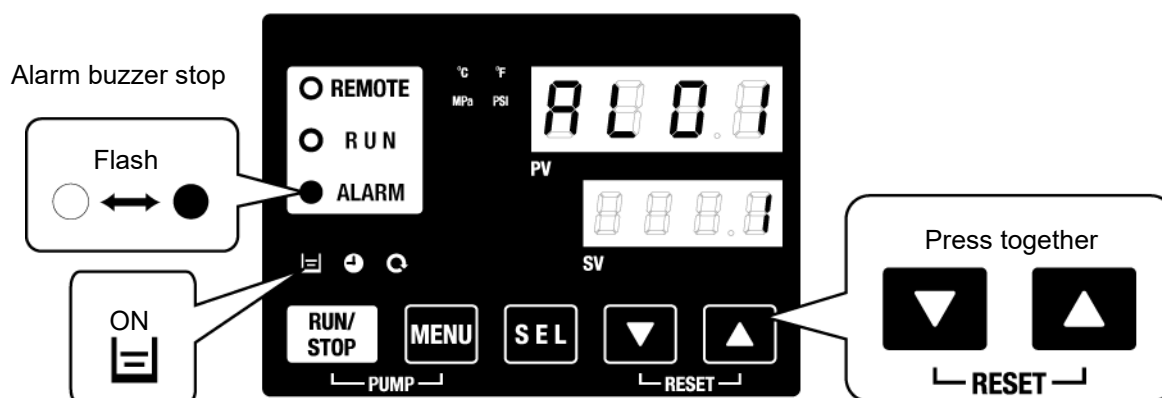 Alarm buzzer stop
Flash
ON
REMOTE
RUN
ALARM
°C °F
MPa PSI
AL01
PV
1
SV
RUN/
STOP
MENU
SEL
PUMP
RESET
Press together
RESET